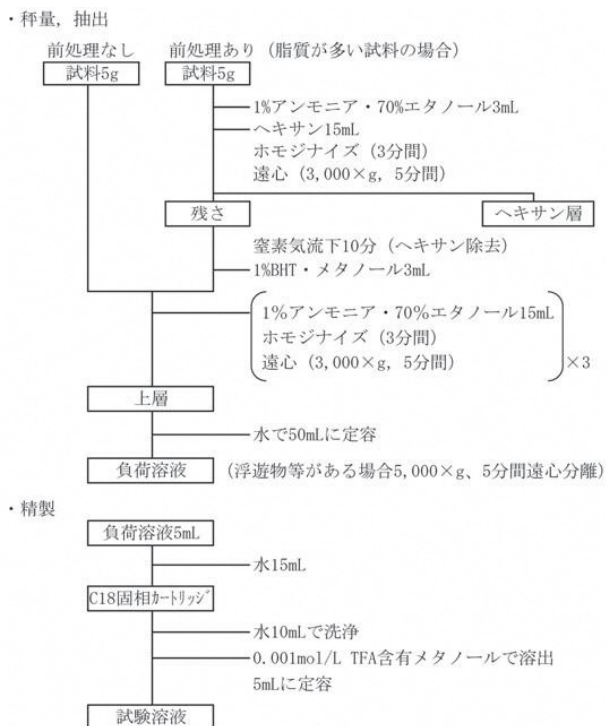 ・秤量，抽出
前処理なし　前処理あり（脂質が多い試料の場合）
試料5g　試料5g
1%アンモニア・70%エタノール3mL
ヘキサン15mL
ホモジナイズ（3分間）
遠心（3,000×g，5分間）
残さ　ヘキサン層
窒素気流下10分（ヘキサン除去）
1%BHT・メタノール3mL
1%アンモニア・70%エタノール15mL
ホモジナイズ（3分間）
遠心（3,000×g，5分間）　×3
上層
水で50mLに定容
負荷溶液　（浮遊物等がある場合5,000×g、5分間遠心分離）
・精製
負荷溶液5mL
水15mL
C18固相ｶｰﾄﾘｯｼﾞ
水10mLで洗浄
0.001mol/L TFA含有メタノールで溶出
5mLに定容
試験溶液